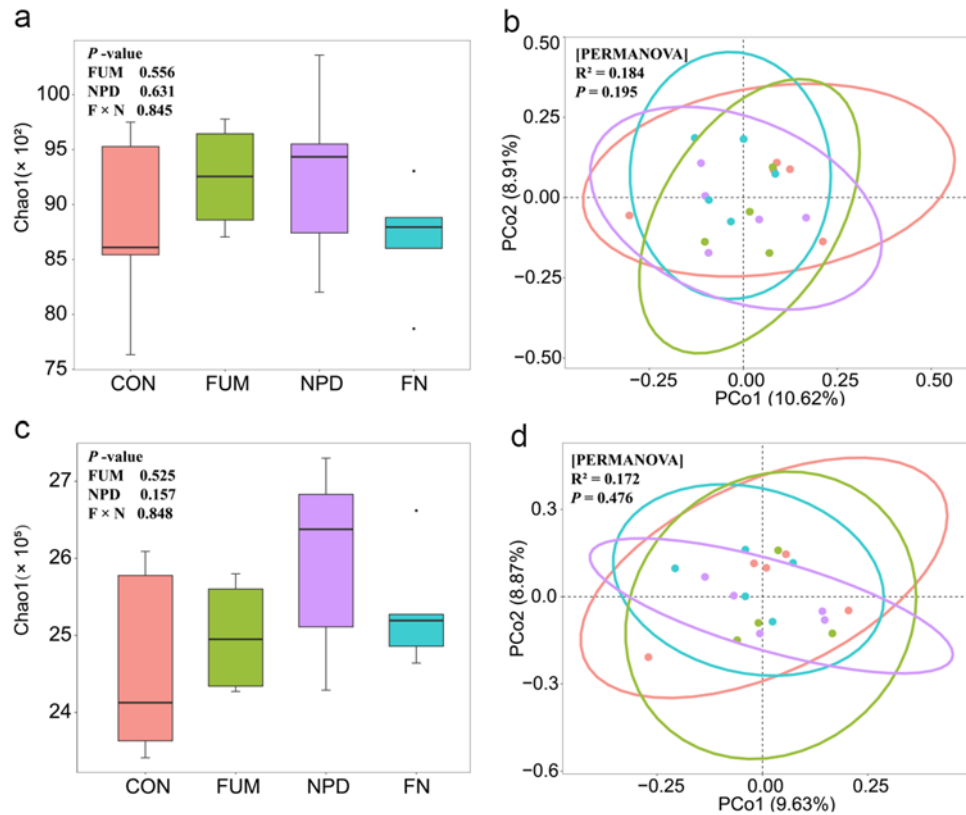 a
P -value
FUM 0.556
NPD 0.631
F × N 0.845
Chao1(× 10²)
100
95
90
85
80
75
CON FUM NPD FN
b
[PERMANOVA]
R² = 0.184
P = 0.195
PCo2 (8.91%)
0.50
0.25
0.00
−0.25
−0.50
−0.25 0.00 0.25 0.50
PCo1 (10.62%)
c
P -value
FUM 0.525
NPD 0.157
F × N 0.848
Chao1(× 10⁵)
27
26
25
24
CON FUM NPD FN
d
[PERMANOVA]
R² = 0.172
P = 0.476
PCo2 (8.87%)
0.3
0.0
−0.3
−0.6
−0.25 0.00 0.25
PCo1 (9.63%)